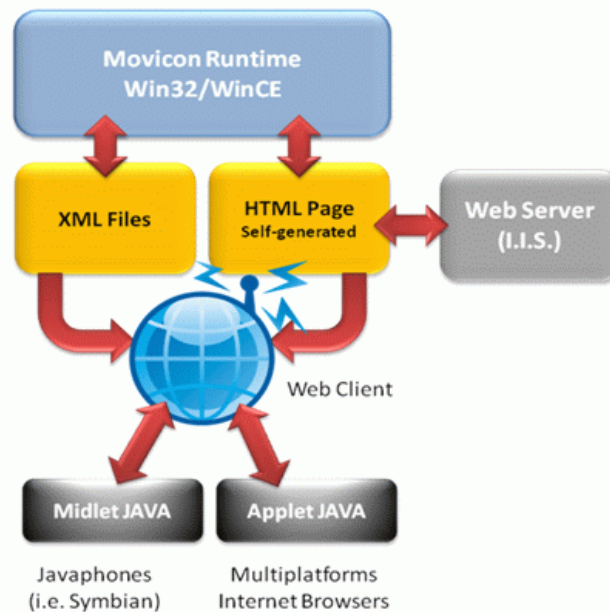 Movicon Runtime
Win32/WinCE
XML Files
HTML Page
Self-generated
Web Server
(I.I.S.)
Web Client
Midlet JAVA
Applet JAVA
Javaphones
(i.e. Symbian)
Multiplatforms
Internet Browsers